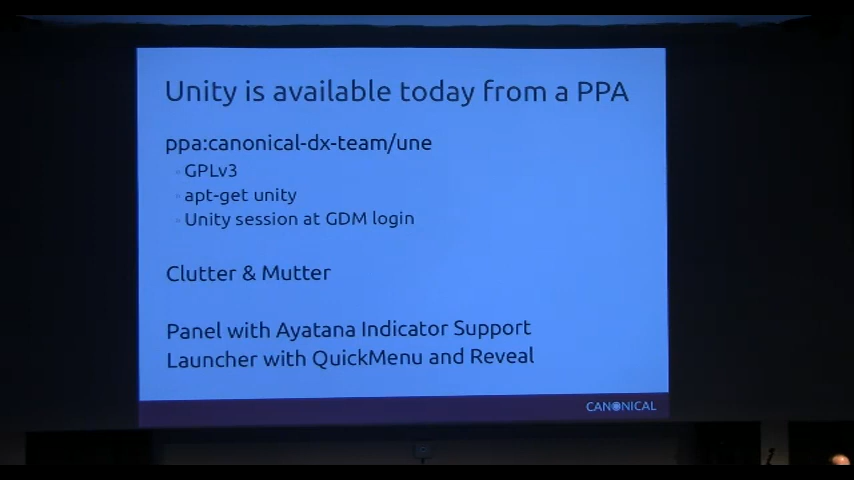 Unity is available today from a PPA
ppa:canonical-dx-team/une
GPLv3
apt-get unity
Unity session at GDM login
Clutter & Mutter
Panel with Ayatana Indicator Support
Launcher with QuickMenu and Reveal
CANONICAL